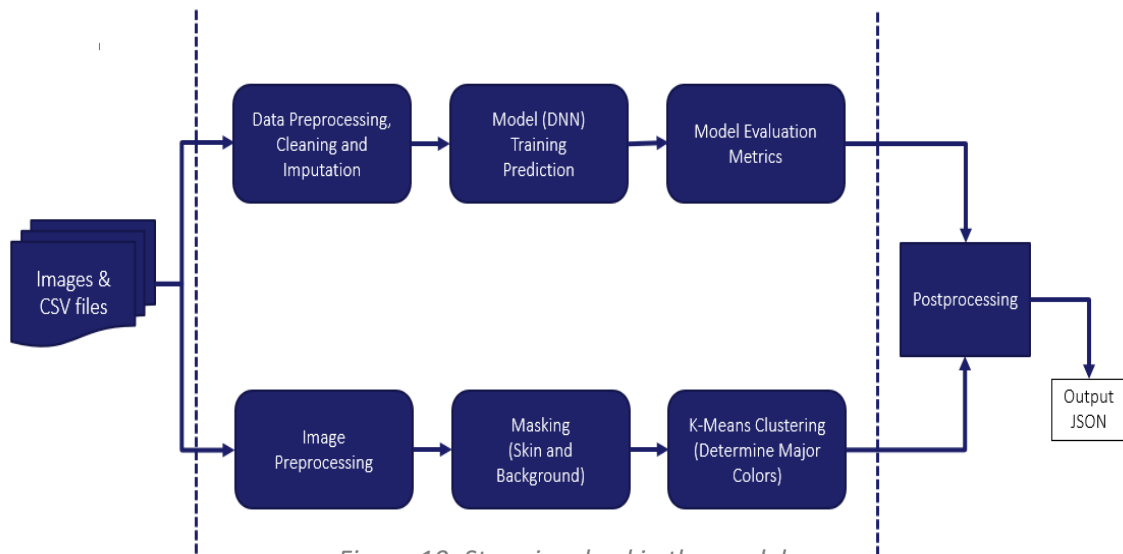 Data Preprocessing,
Cleaning and
Imputation
Model (DNN)
Training
Prediction
Model Evaluation
Metrics
Images &
CSV files
Postprocessing
Output
JSON
Image
Preprocessing
Masking
(Skin and
Background)
K-Means Clustering
(Determine Major
Colors)